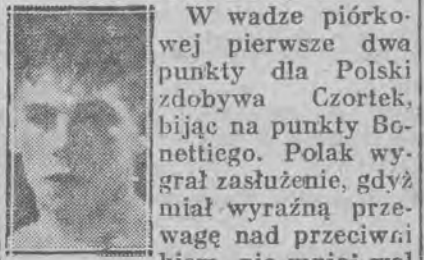 W wadze piórko-
wej pierwsze dwa
punkty dla Polski
zdobywa Czortek,
bijąc na punkty Bo-
nettiego. Polak wy-
grał zasłużenie, gdyż
miał wyraźną prze-
wagę nad przeciwni